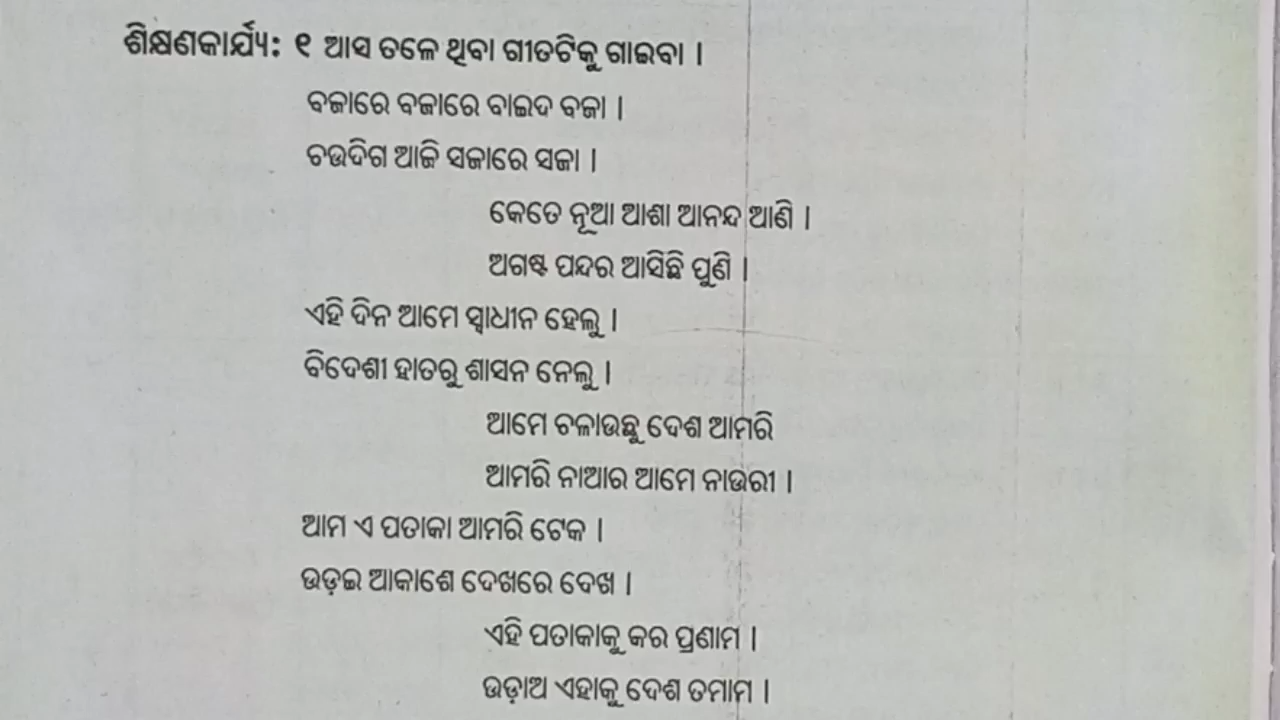 ଶିକ୍ଷଣକାର୍ଯ୍ୟ: ୧ ଆସ ତଳେ ଥିବା ଗୀତଟିକୁ ଗାଇବା ।
ବଜାରେ ବଜାରେ ବାଇଦ ବଜା ।
ଚଉଦିଗ ଆଜି ସଜାରେ ସଜା ।
କେତେ ନୂଆ ଆଶା ଆନନ୍ଦ ଆଣି ।
ଅଗଷ୍ଟ ପନ୍ଦର ଆସିଛି ପୁଣି ।
ଏହି ଦିନ ଆମେ ସ୍ୱାଧୀନ ହେଲୁ ।
ବିଦେଶୀ ହାତରୁ ଶାସନ ନେଲୁ ।
ଆମେ ଚଳାଉଛୁ ଦେଶ ଆମରି
ଆମରି ନାଆର ଆମେ ନାଉରୀ ।
ଆମ ଏ ପତାକା ଆମରି ଟେକ ।
ଉଡ଼ଇ ଆକାଶେ ଦେଖରେ ଦେଖ ।
ଏହି ପତାକାକୁ କର ପ୍ରଣାମ ।
ଉଡ଼ାଅ ଏହାକୁ ଦେଶ ତମାମ ।